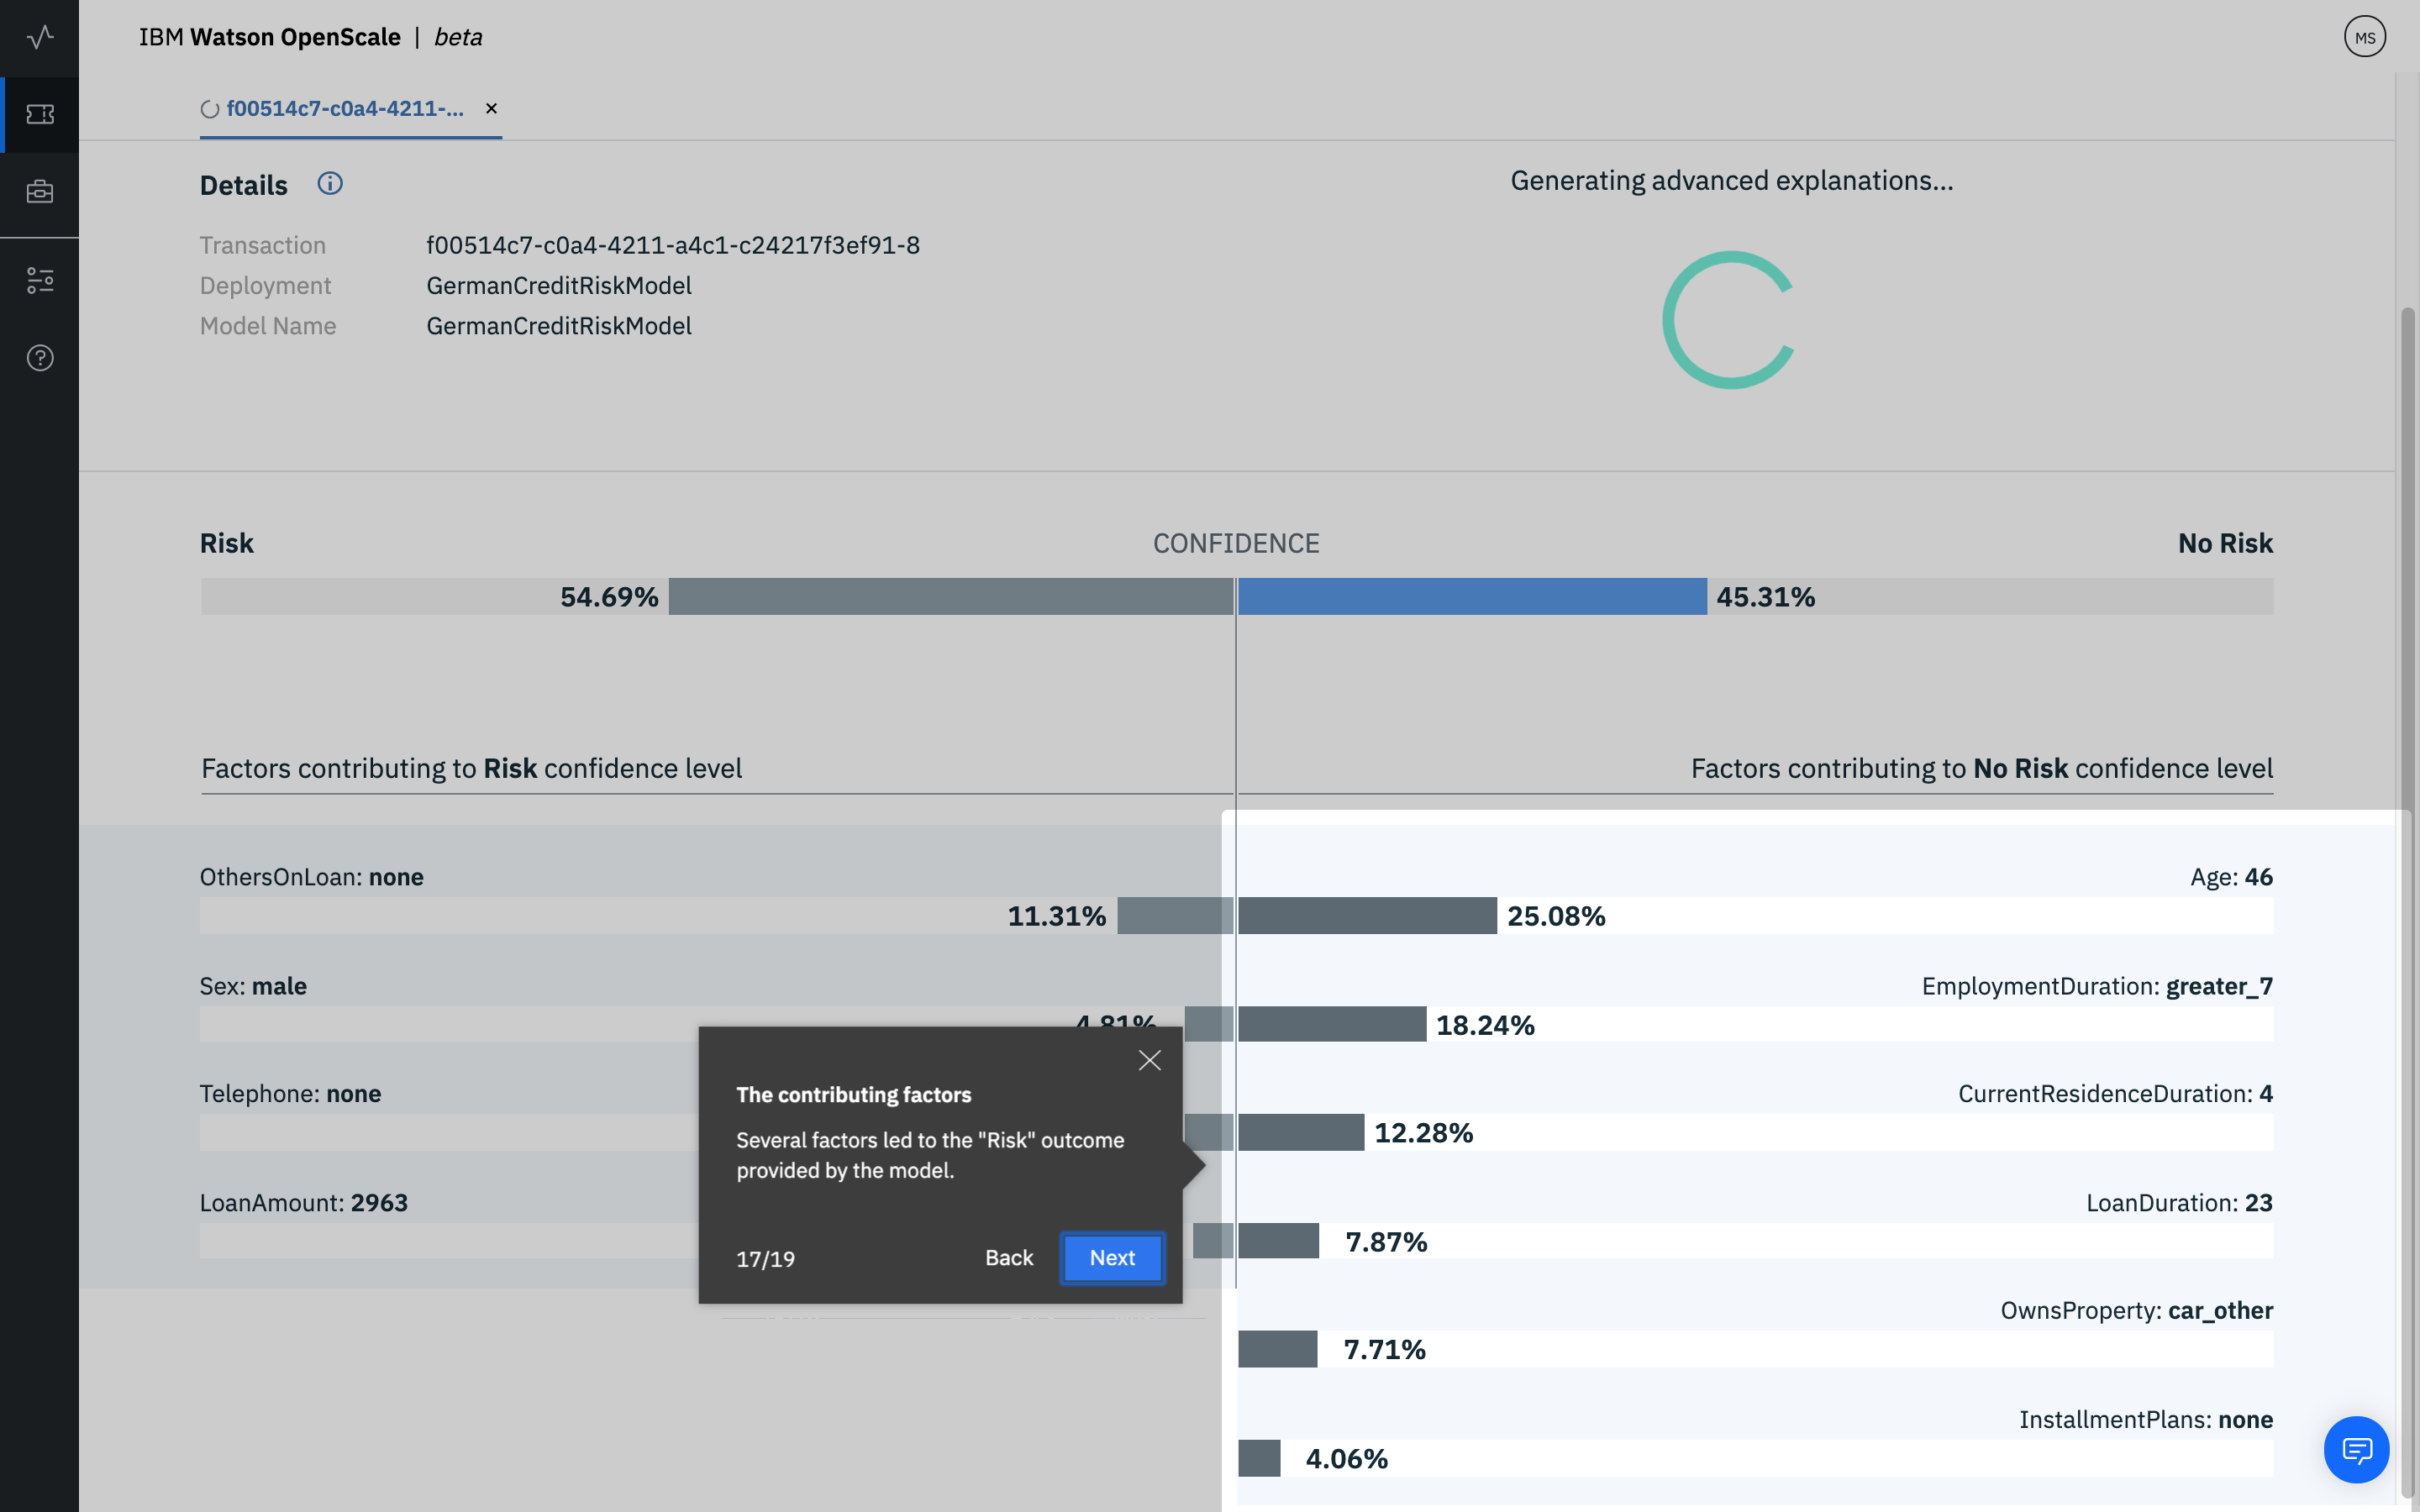 IBM Watson OpenScale | beta
MS
f00514c7-c0a4-4211-...
Details
Generating advanced explanations...
Transaction f00514c7-c0a4-4211-a4c1-c24217f3ef91-8
Deployment GermanCreditRiskModel
Model Name GermanCreditRiskModel
Risk CONFIDENCE No Risk
54.69% 45.31%
Factors contributing to Risk confidence level
Factors contributing to No Risk confidence level
OthersOnLoan: none
11.31%
Sex: male
4.81%
Telephone: none
LoanAmount: 2963
Age: 46
25.08%
EmploymentDuration: greater_7
18.24%
CurrentResidenceDuration: 4
12.28%
LoanDuration: 23
7.87%
OwnsProperty: car_other
7.71%
InstallmentPlans: none
4.06%
The contributing factors
Several factors led to the "Risk" outcome
provided by the model.
17/19 Back Next